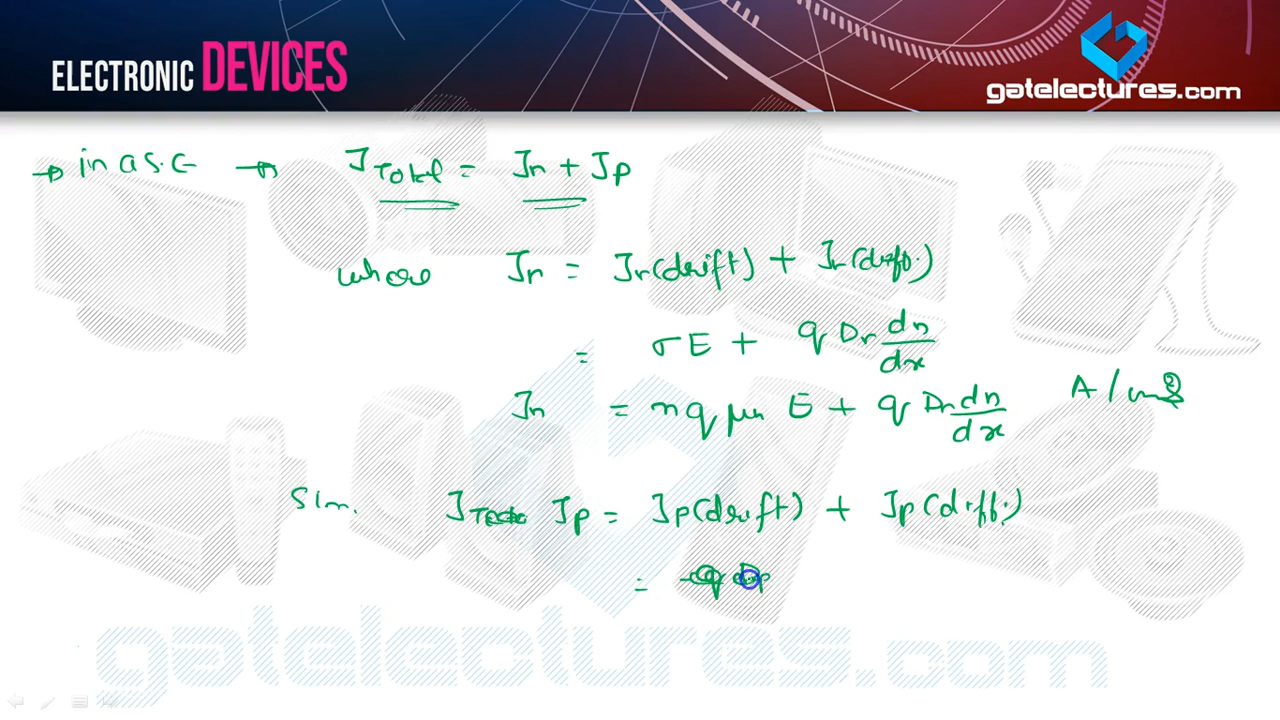 ELECTRONIC DEVICES
gatelectures.com
→ in a S.C → J Total = Jn + Jp
where Jn = Jn(drift) + Jn(diff.)
= σE + q Dn dn/dx
Jn = n q μn E + q Dn dn/dx A/cm2
Sim. Jp = Jp(drift) + Jp(diff.)
=
gatelectures.com